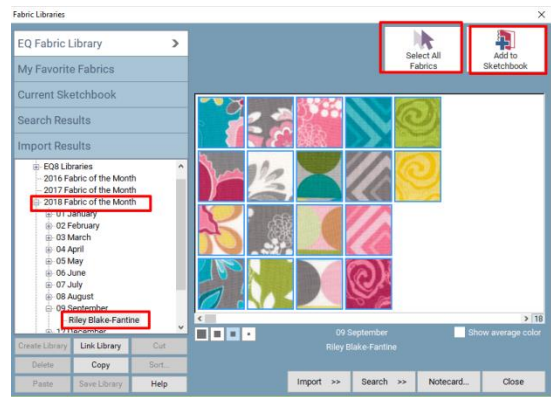 Fabric Libraries
EQ Fabric Library
My Favorite Fabrics
Current Sketchbook
Search Results
Import Results
Select All
Fabrics
Add to
Sketchbook
EQ8 Libraries
2016 Fabric of the Month
2017 Fabric of the Month
2018 Fabric of the Month
01 January
02 February
03 March
04 April
05 May
06 June
07 July
08 August
09 September
Riley Blake-Fantine
12 December
18
09 September
Show average color
Riley Blake-Fantine
Create Library Link Library Cut
Delete Copy Sort...
Paste Save Library Help
Import >> Search >> Notecard... Close